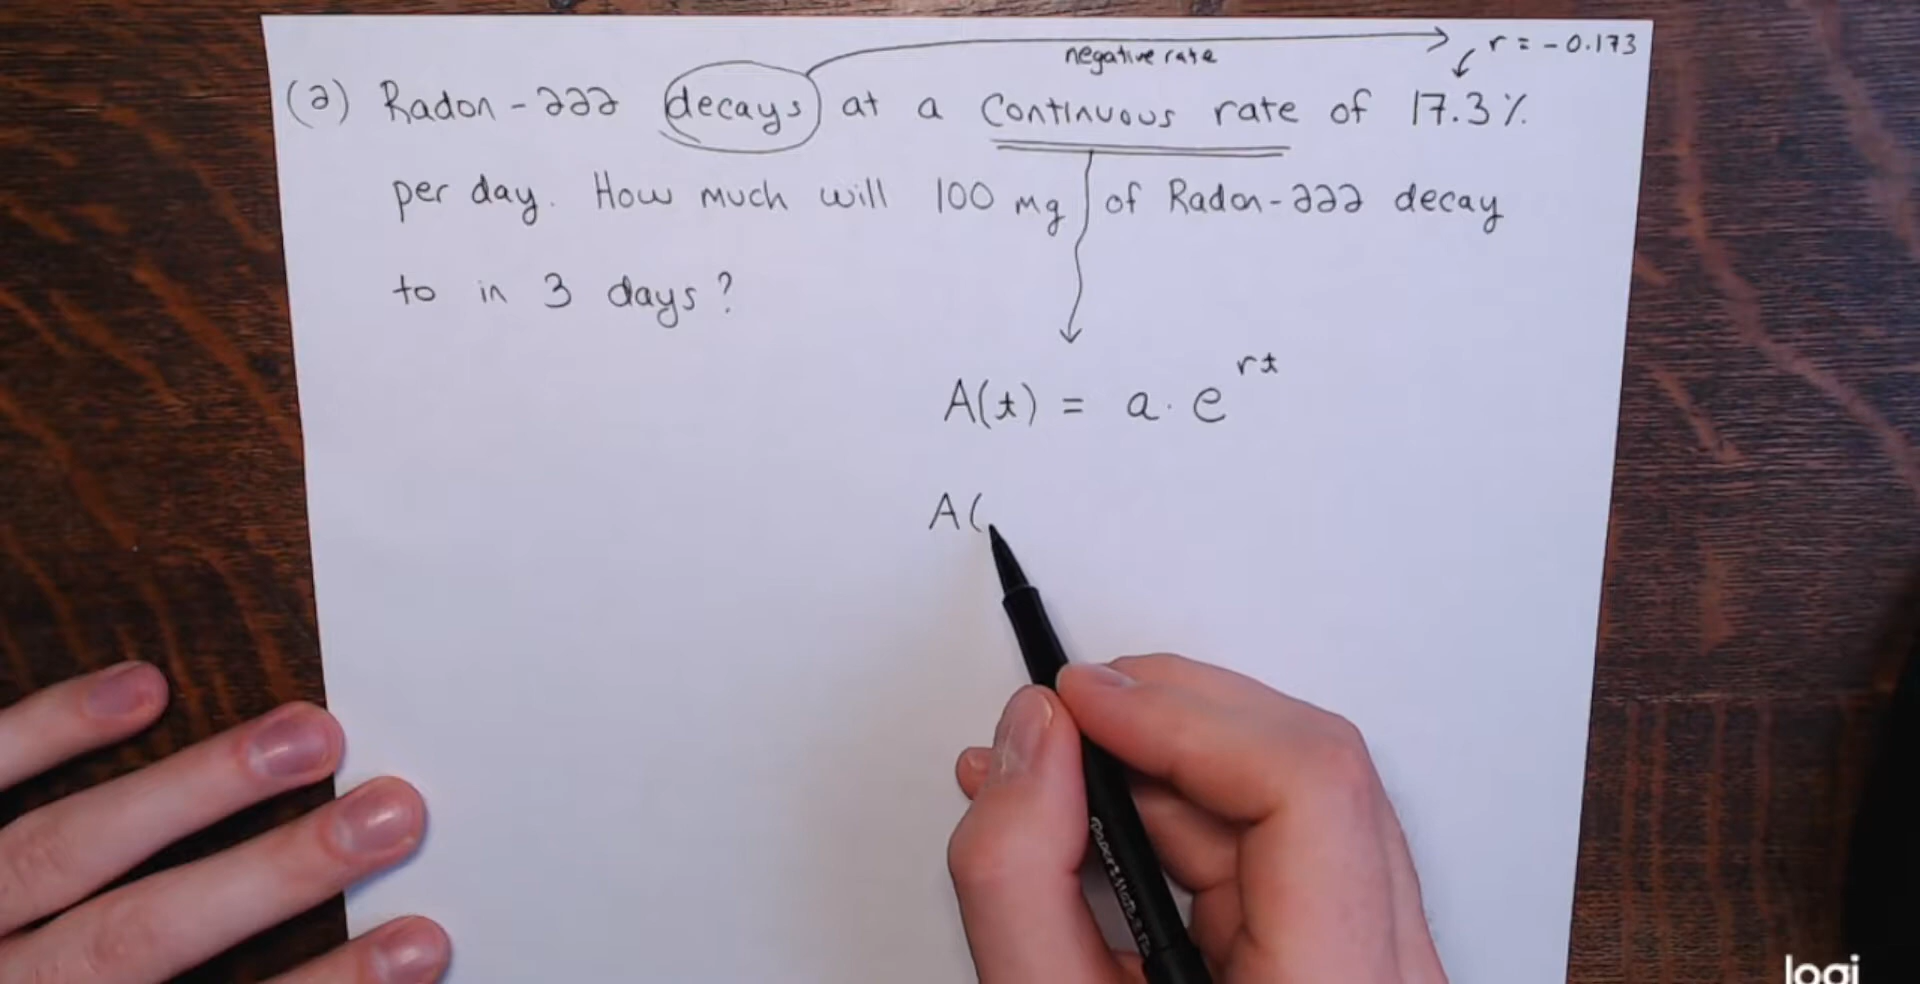 negative rate
r = -0.173
(a) Radon-222 decays at a continuous rate of 17.3%
per day. How much will 100 mg of Radon-222 decay
to in 3 days?
A(t) = a · e^{rt}
A(
logi